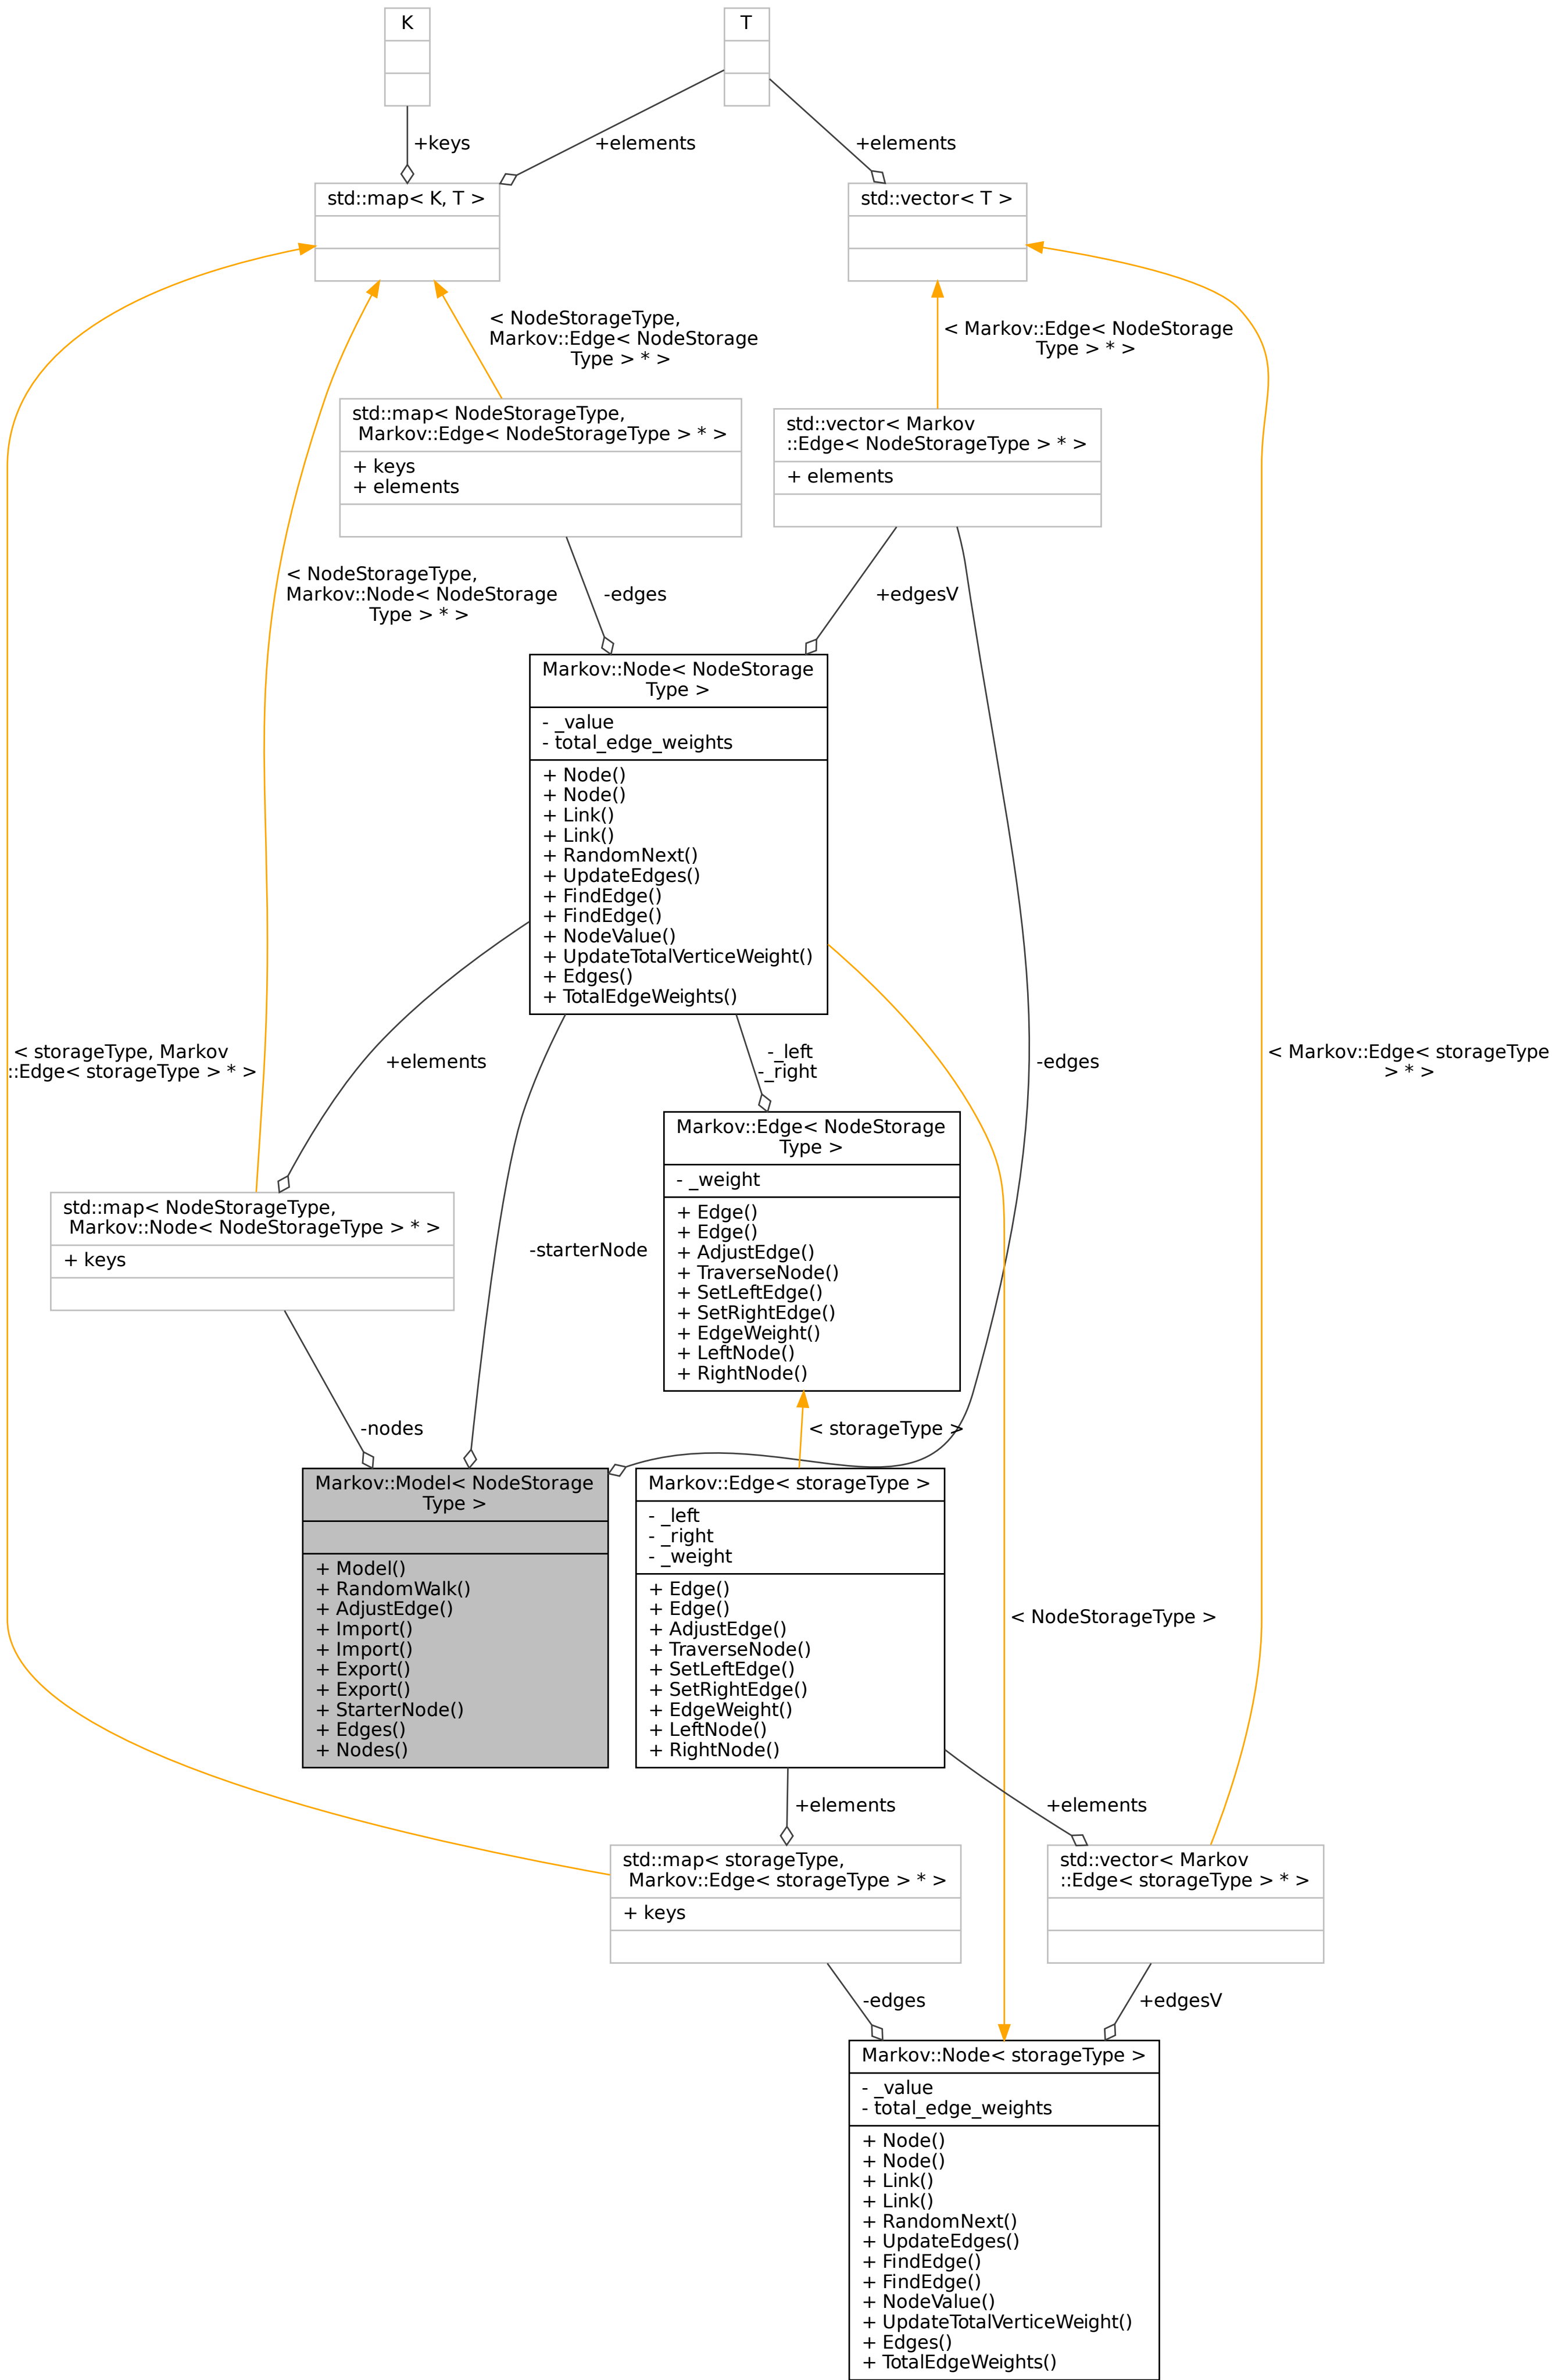 K
T
+keys
+elements
+elements
std::map< K, T >
std::vector< T >
< NodeStorageType,
Markov::Edge< NodeStorage
Type > * >
< Markov::Edge< NodeStorage
Type > * >
std::map< NodeStorageType,
Markov::Edge< NodeStorageType > * >
+ keys
+ elements
std::vector< Markov
::Edge< NodeStorageType > * >
+ elements
< NodeStorageType,
Markov::Node< NodeStorage
Type > * >
-edges
+edgesV
Markov::Node< NodeStorage
Type >
- _value
- total_edge_weights
+ Node()
+ Node()
+ Link()
+ Link()
+ RandomNext()
+ UpdateEdges()
+ FindEdge()
+ FindEdge()
+ NodeValue()
+ UpdateTotalVerticeWeight()
+ Edges()
+ TotalEdgeWeights()
< storageType, Markov
::Edge< storageType > * >
+elements
-_left
-_right
-edges
< Markov::Edge< storageType
> * >
Markov::Edge< NodeStorage
Type >
- _weight
+ Edge()
+ Edge()
+ AdjustEdge()
+ TraverseNode()
+ SetLeftEdge()
+ SetRightEdge()
+ EdgeWeight()
+ LeftNode()
+ RightNode()
std::map< NodeStorageType,
Markov::Node< NodeStorageType > * >
+ keys
-starterNode
-nodes
< storageType >
Markov::Model< NodeStorage
Type >
+ Model()
+ RandomWalk()
+ AdjustEdge()
+ Import()
+ Import()
+ Export()
+ Export()
+ StarterNode()
+ Edges()
+ Nodes()
Markov::Edge< storageType >
- _left
- _right
- _weight
+ Edge()
+ Edge()
+ AdjustEdge()
+ TraverseNode()
+ SetLeftEdge()
+ SetRightEdge()
+ EdgeWeight()
+ LeftNode()
+ RightNode()
< NodeStorageType >
+elements
+elements
std::map< storageType,
Markov::Edge< storageType > * >
+ keys
std::vector< Markov
::Edge< storageType > * >
-edges
+edgesV
Markov::Node< storageType >
- _value
- total_edge_weights
+ Node()
+ Node()
+ Link()
+ Link()
+ RandomNext()
+ UpdateEdges()
+ FindEdge()
+ FindEdge()
+ NodeValue()
+ UpdateTotalVerticeWeight()
+ Edges()
+ TotalEdgeWeights()